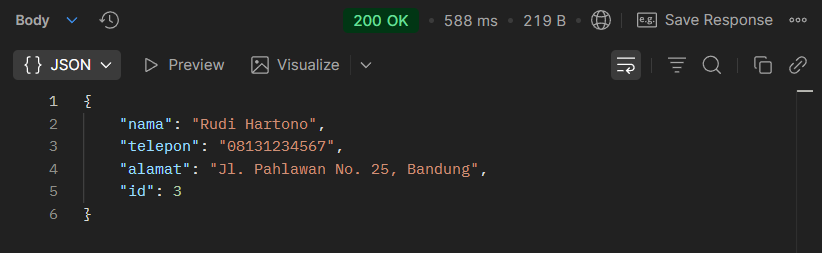 Body 200 OK • 588 ms • 219 B • e.g. Save Response
{} JSON Preview Visualize
1 {
2 "nama": "Rudi Hartono",
3 "telepon": "08131234567",
4 "alamat": "Jl. Pahlawan No. 25, Bandung",
5 "id": 3
6 }